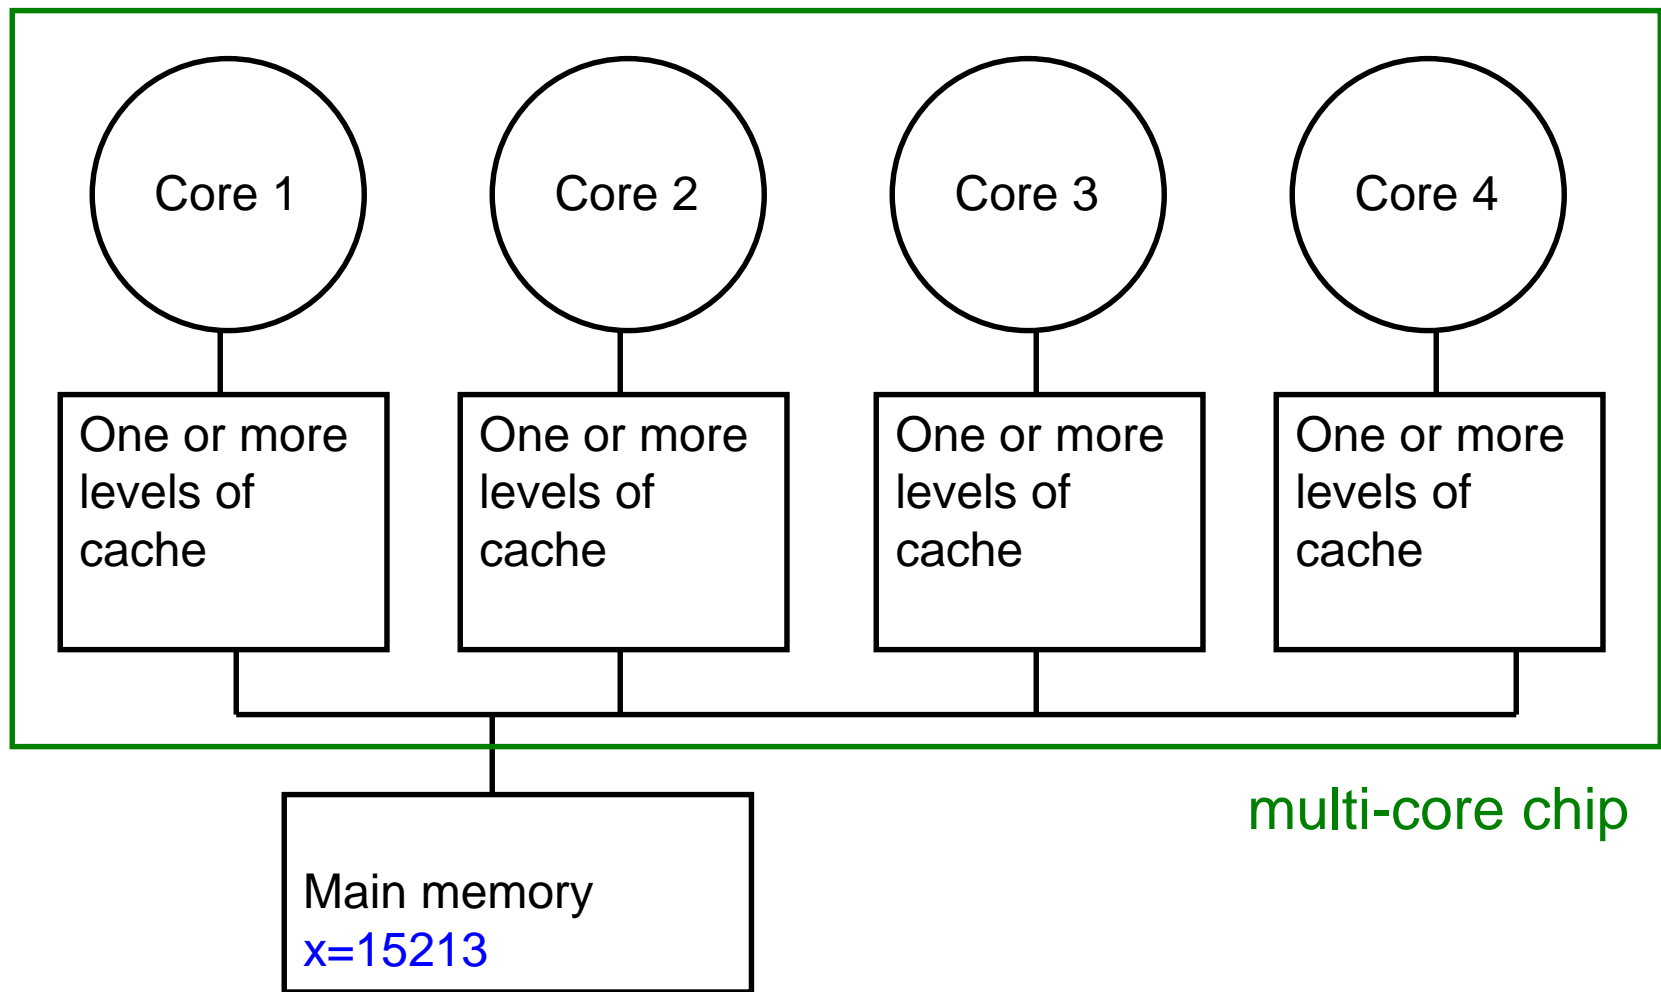 Core 1
Core 2
Core 3
Core 4
One or more
levels of
cache
One or more
levels of
cache
One or more
levels of
cache
One or more
levels of
cache
multi-core chip
Main memory
x=15213